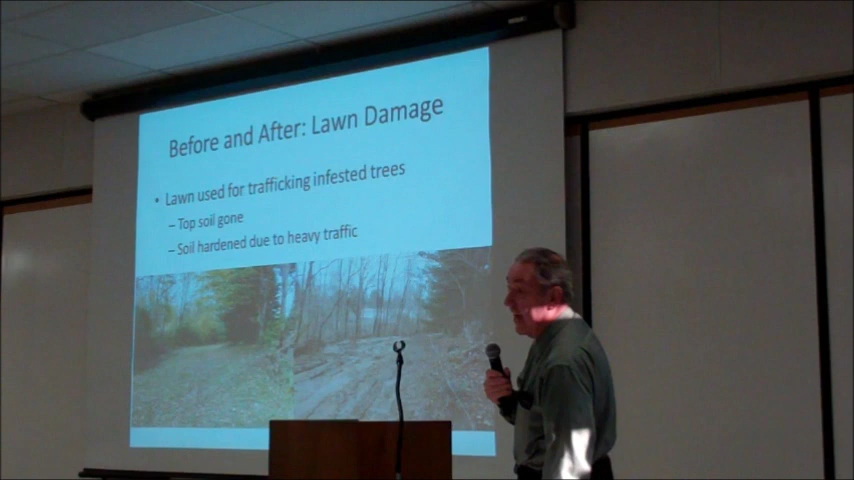 Before and After: Lawn Damage
• Lawn used for trafficking infested trees
– Top soil gone
– Soil hardened due to heavy traffic